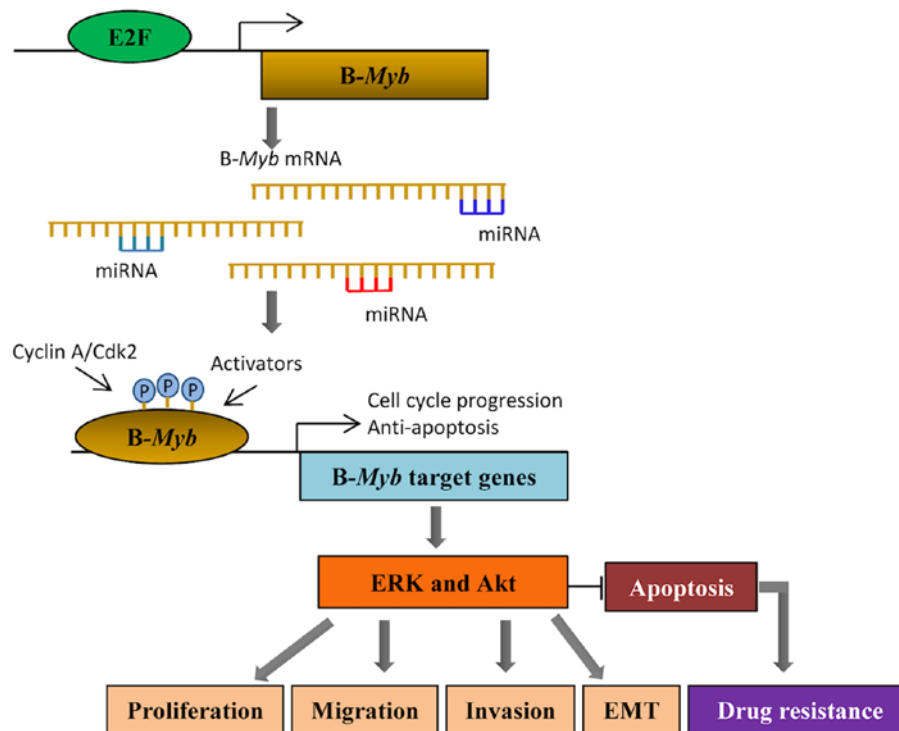 E2F
B-Myb
B-Myb mRNA
miRNA
miRNA
miRNA
Cyclin A/Cdk2
Activators
P P P
B-Myb
Cell cycle progression
Anti-apoptosis
B-Myb target genes
ERK and Akt
Apoptosis
Proliferation
Migration
Invasion
EMT
Drug resistance